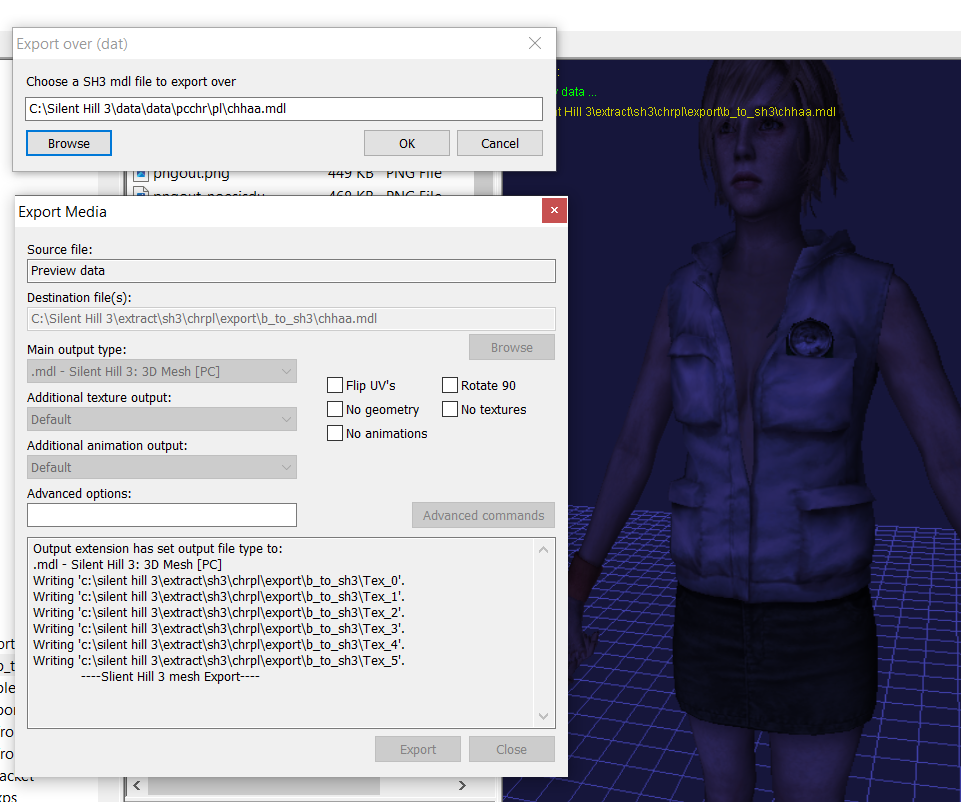 Export over (dat)
Choose a SH3 mdl file to export over
C:\Silent Hill 3\data\data\pcchr\pl\chhaa.mdl
Browse
OK
Cancel
data ...
Hill 3\extract\sh3\chrpl\export\b_to_sh3\chhaa.mdl
pngout.png 449 KB PNG File
Export Media
Source file:
Preview data
Destination file(s):
C:\Silent Hill 3\extract\sh3\chrpl\export\b_to_sh3\chhaa.mdl
Browse
Main output type:
.mdl - Silent Hill 3: 3D Mesh [PC]
Flip UV's
Rotate 90
Additional texture output:
No geometry
No textures
Default
No animations
Additional animation output:
Default
Advanced options:
Advanced commands
Output extension has set output file type to:
.mdl - Silent Hill 3: 3D Mesh [PC]
Writing 'c:\silent hill 3\extract\sh3\chrpl\export\b_to_sh3\Tex_0'.
Writing 'c:\silent hill 3\extract\sh3\chrpl\export\b_to_sh3\Tex_1'.
Writing 'c:\silent hill 3\extract\sh3\chrpl\export\b_to_sh3\Tex_2'.
Writing 'c:\silent hill 3\extract\sh3\chrpl\export\b_to_sh3\Tex_3'.
Writing 'c:\silent hill 3\extract\sh3\chrpl\export\b_to_sh3\Tex_4'.
Writing 'c:\silent hill 3\extract\sh3\chrpl\export\b_to_sh3\Tex_5'.
----Slient Hill 3 mesh Export----
Export
Close